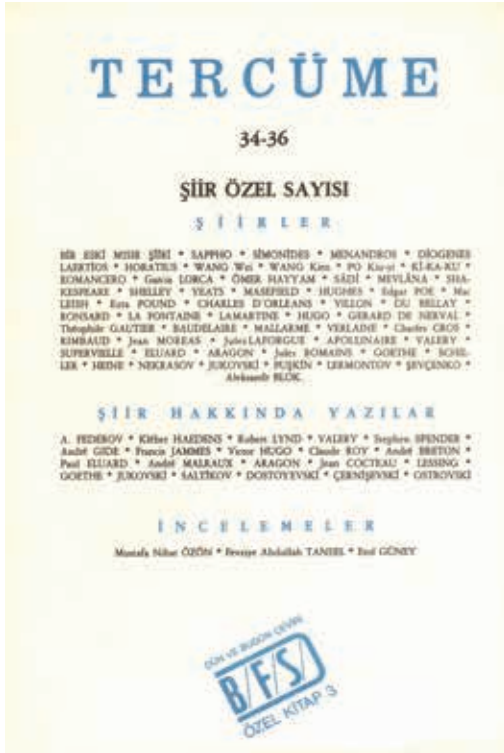 TERCÜME
34-36
ŞİİR ÖZEL SAYISI
ŞİİRLER
BİR ESKİ MISIR ŞİİRİ * SAPPHO * SİMONİDES * MENANDROS * DİOGENES
LAERTİOS * HORATIUS * WANG Wei * WANG Kien * PO Kiu-yi * Kİ-KA-KU *
ROMANCERO * Garcia LORCA * ÖMER HAYYAM * SÂDİ * MEVLÂNA * SHA-
KESPEARE * SHELLEY * YEATS * MASEFIELD * HUGHES * Edgar POE * Mac
LEISH * Ezra POUND * CHARLES D'ORLEANS * VILLON * DU BELLAY *
RONSARD * LA FONTAINE * LAMARTINE * HUGO * GERARD DE NERVAL *
Théophile GAUTIER * BAUDELAIRE * MALLARME * VERLAINE * Charles CROS *
RIMBAUD * Jean MOREAS * Jules LAFORGUE * APOLLINAIRE * VALERY *
SUPERVIELLE * ELUARD * ARAGON * Jules ROMAINS * GOETHE * SCHIL-
LER * HEINE * NEKRASOV * JUKOVSKİ * PUŞKİN * LERMONTOV * ŞEVÇENKO *
Aleksandr BLOK.
ŞİİR HAKKINDA YAZILAR
A. FEDEROV * Kléber HAEDENS * Robert LYND * VALERY * Stephen SPENDER *
André GIDE * Francis JAMMES * Victor HUGO * Claude ROY * André BRETON *
Paul ELUARD * André MALRAUX * ARAGON * Jean COCTEAU * LESSING *
GOETHE * JUKOVSKİ * SALTİKOV * DOSTOYEVSKİ * ÇERNİŞEVSKİ * OSTROVSKİ
İNCELEMELER
Mustafa Nihat ÖZÖN * Fevziye Abdullah TANSEL * Erol GÜNEY
DÜN VE BUGÜN ÇEVİRİ
B/F/S/
ÖZEL KİTAP 3